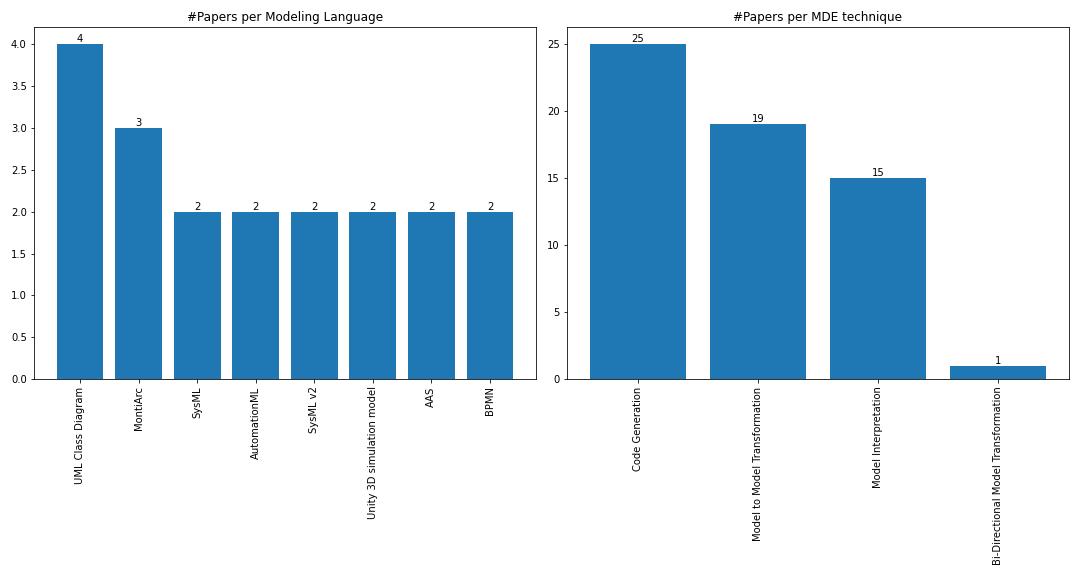 #Papers per Modeling Language
4.0
3.5
3.0
2.5
2.0
1.5
1.0
0.5
0.0
4
3
2
2
2
2
2
2
UML Class Diagram
MontiArc
SysML
AutomationML
SysML v2
Unity 3D simulation model
AAS
BPMN
#Papers per MDE technique
25
20
15
10
5
0
25
19
15
1
Code Generation
Model to Model Transformation
Model Interpretation
Bi-Directional Model Transformation